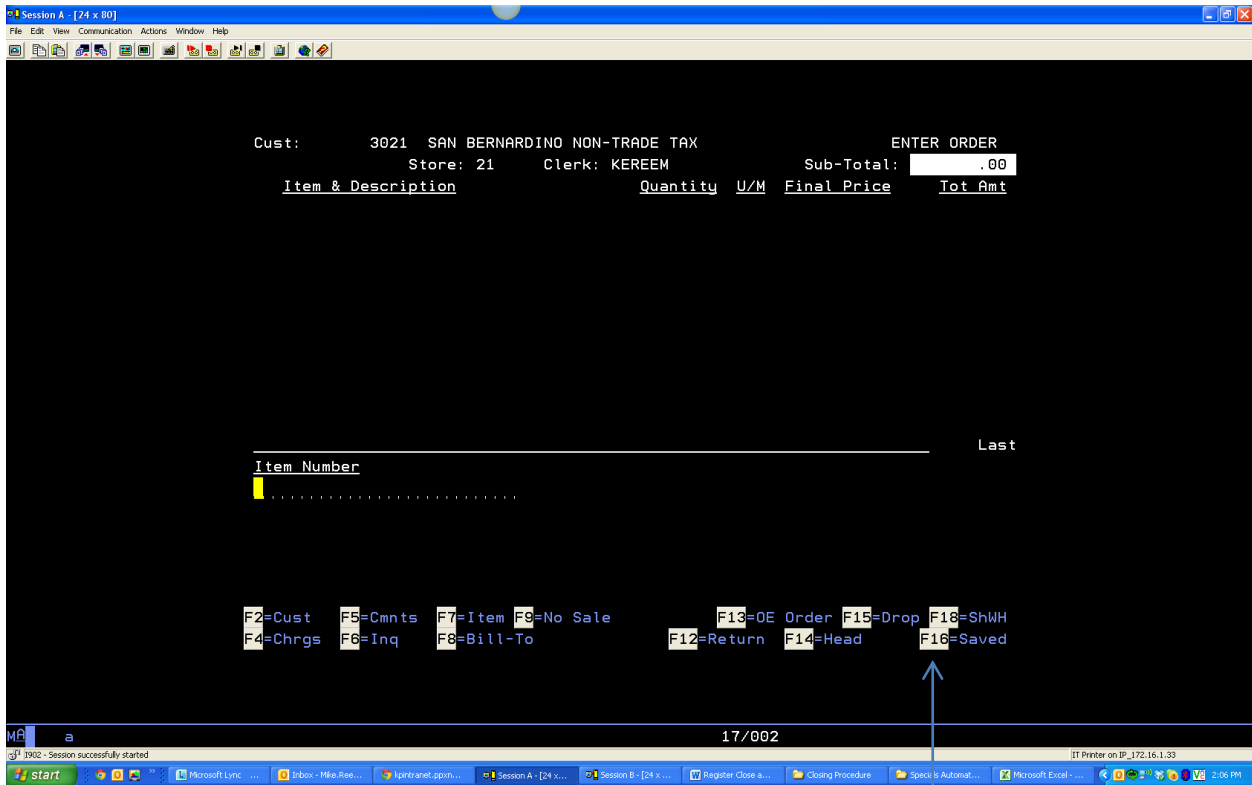 Session A - [24 x 80]
File Edit View Communication Actions Window Help
Cust: 3021 SAN BERNARDINO NON-TRADE TAX ENTER ORDER
Store: 21 Clerk: KEREEM Sub-Total: .00
Item & Description Quantity U/M Final Price Tot Amt
Last
Item Number
F2=Cust F5=Cmnts F7=Item F9=No Sale F13=OE Order F15=Drop F18=ShWH
F4=Chrgs F6=Inq F8=Bill-To F12=Return F14=Head F16=Saved
MA a 17/002
I902 - Session successfully started IT Printer on IP_172.16.1.33
start Microsoft Lync ... Inbox - Mike.Ree... kpintranet.ppxn... Session A - [24 x... Session B - [24 x ... Register Close a... Closing Procedure Specials Automat... Microsoft Excel - ... 2:06 PM